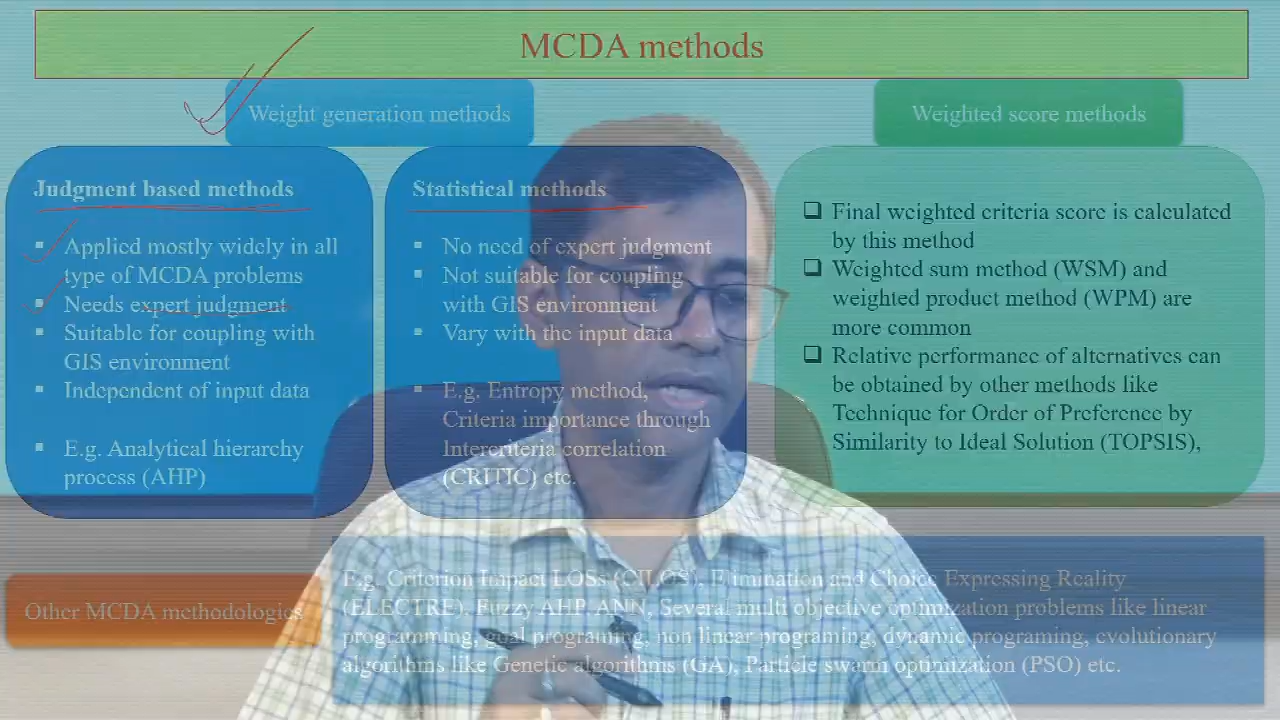 MCDA methods
Weight generation methods
Weighted score methods
Judgment based methods
Applied mostly widely in all
type of MCDA problems
Needs expert judgment
Suitable for coupling with
GIS environment
Independent of input data
E.g. Analytical hierarchy
process (AHP)
Statistical methods
No need of expert judgment
Not suitable for coupling
with GIS environment
Vary with the input data
E.g. Entropy method,
Criteria importance through
Intercriteria correlation
(CRITIC) etc.
Final weighted criteria score is calculated
by this method
Weighted sum method (WSM) and
weighted product method (WPM) are
more common
Relative performance of alternatives can
be obtained by other methods like
Technique for Order of Preference by
Similarity to Ideal Solution (TOPSIS),
Other MCDA methodologies
E.g. Criterion Impact LOSs (CILOS), Elimination and Choice Expressing Reality
(ELECTRE), Fuzzy AHP, ANN, Several multi objective optimization problems like linear
programming, goal programing, non linear programing, dynamic programing, evolutionary
algorithms like Genetic algorithms (GA), Particle swarm optimization (PSO) etc.